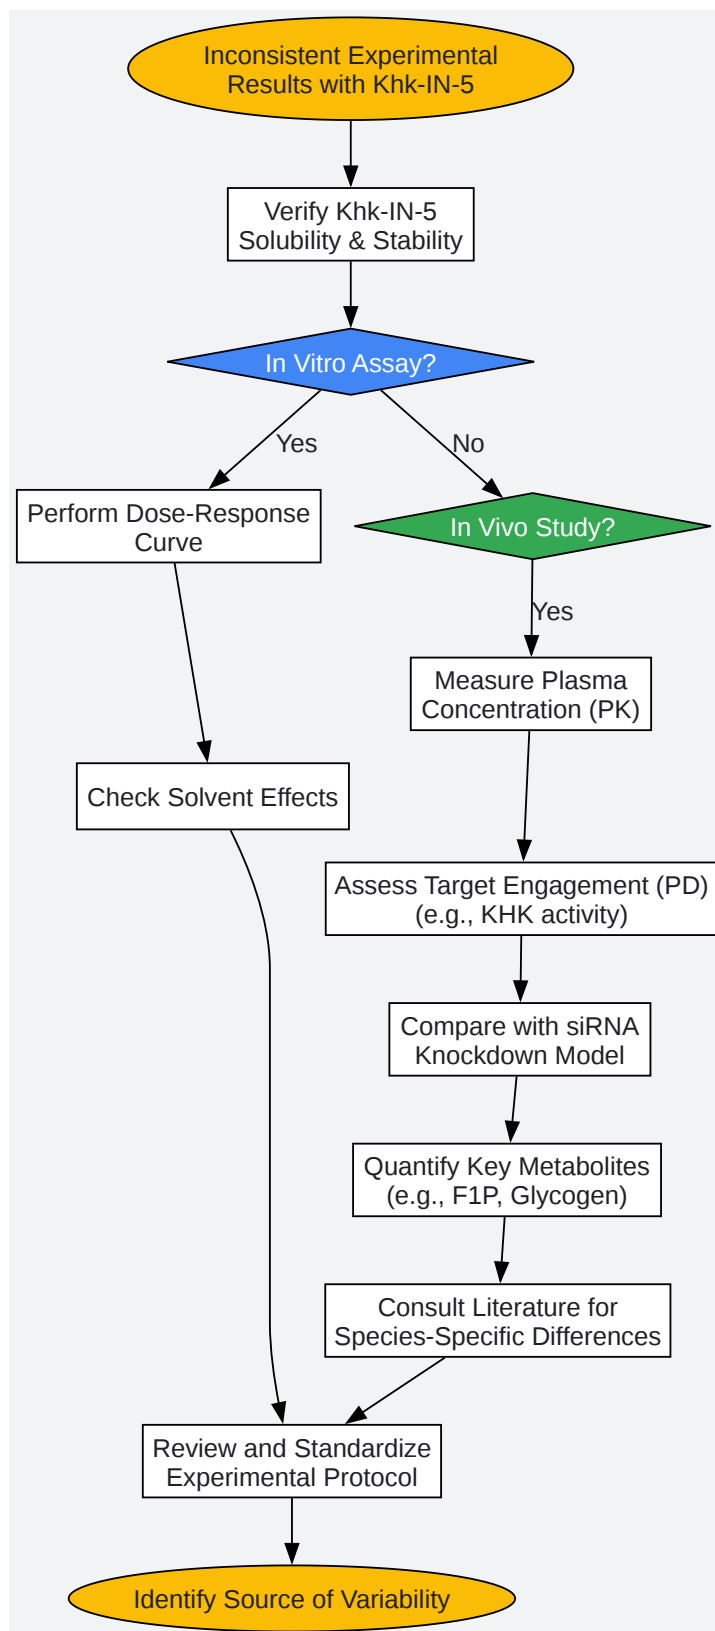 Inconsistent Experimental
Results with Khk-IN-5
Verify Khk-IN-5
Solubility & Stability
In Vitro Assay?
Yes
No
Perform Dose-Response
Curve
In Vivo Study?
Yes
Measure Plasma
Concentration (PK)
Check Solvent Effects
Assess Target Engagement (PD)
(e.g., KHK activity)
Compare with siRNA
Knockdown Model
Quantify Key Metabolites
(e.g., F1P, Glycogen)
Consult Literature for
Species-Specific Differences
Review and Standardize
Experimental Protocol
Identify Source of Variability